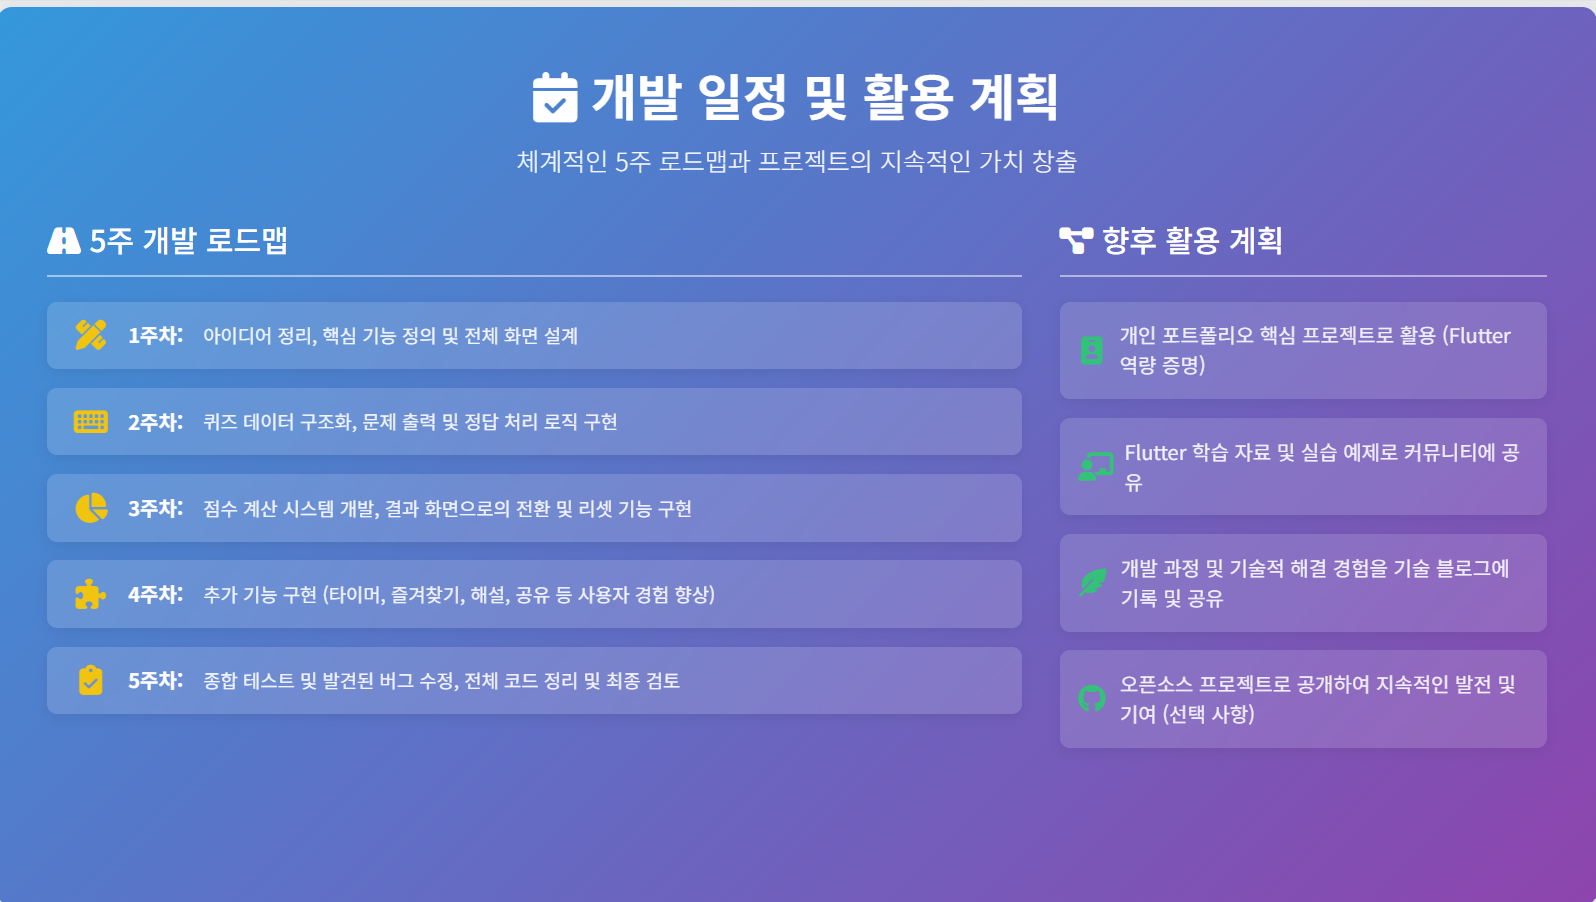 개발 일정 및 활용 계획
체계적인 5주 로드맵과 프로젝트의 지속적인 가치 창출
5주 개발 로드맵
1주차: 아이디어 정리, 핵심 기능 정의 및 전체 화면 설계
2주차: 퀴즈 데이터 구조화, 문제 출력 및 정답 처리 로직 구현
3주차: 점수 계산 시스템 개발, 결과 화면으로의 전환 및 리셋 기능 구현
4주차: 추가 기능 구현 (타이머, 즐겨찾기, 해설, 공유 등 사용자 경험 향상)
5주차: 종합 테스트 및 발견된 버그 수정, 전체 코드 정리 및 최종 검토
향후 활용 계획
개인 포트폴리오 핵심 프로젝트로 활용 (Flutter
역량 증명)
Flutter 학습 자료 및 실습 예제로 커뮤니티에 공
유
개발 과정 및 기술적 해결 경험을 기술 블로그에
기록 및 공유
오픈소스 프로젝트로 공개하여 지속적인 발전 및
기여 (선택 사항)